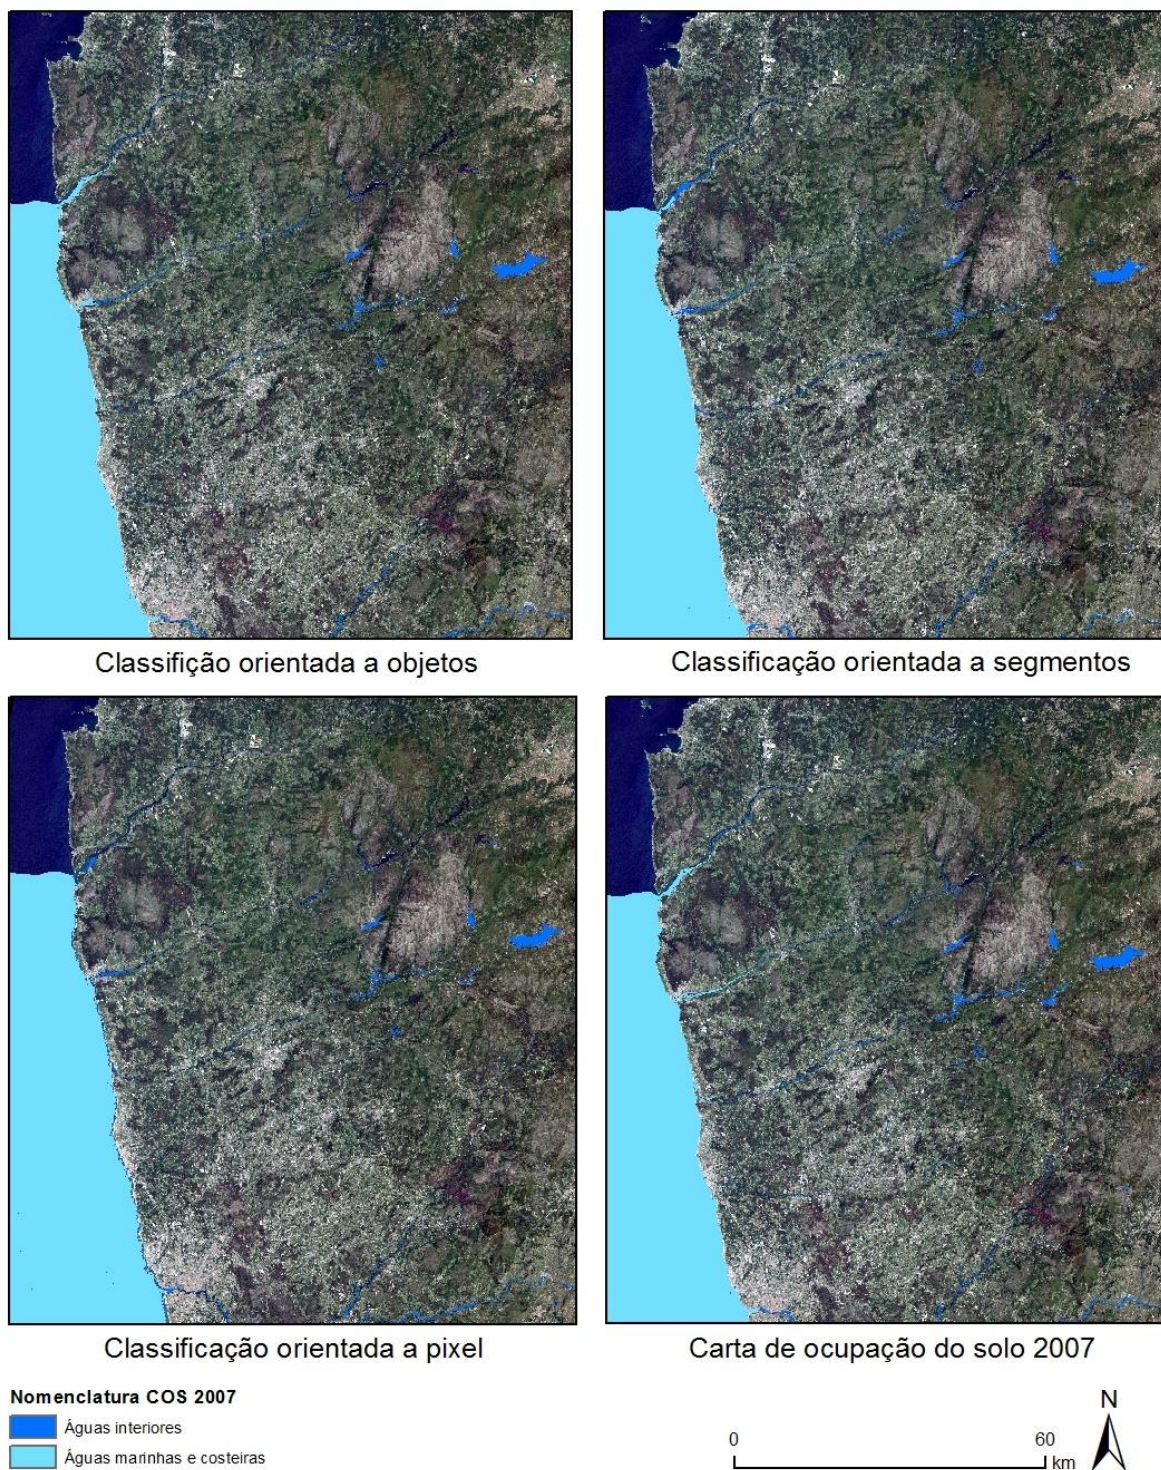 Classifição orientada a objetos
Classificação orientada a segmentos
Classificação orientada a pixel
Carta de ocupação do solo 2007
Nomenclatura COS 2007
Águas interiores
Águas marinhas e costeiras
0
60
km
N